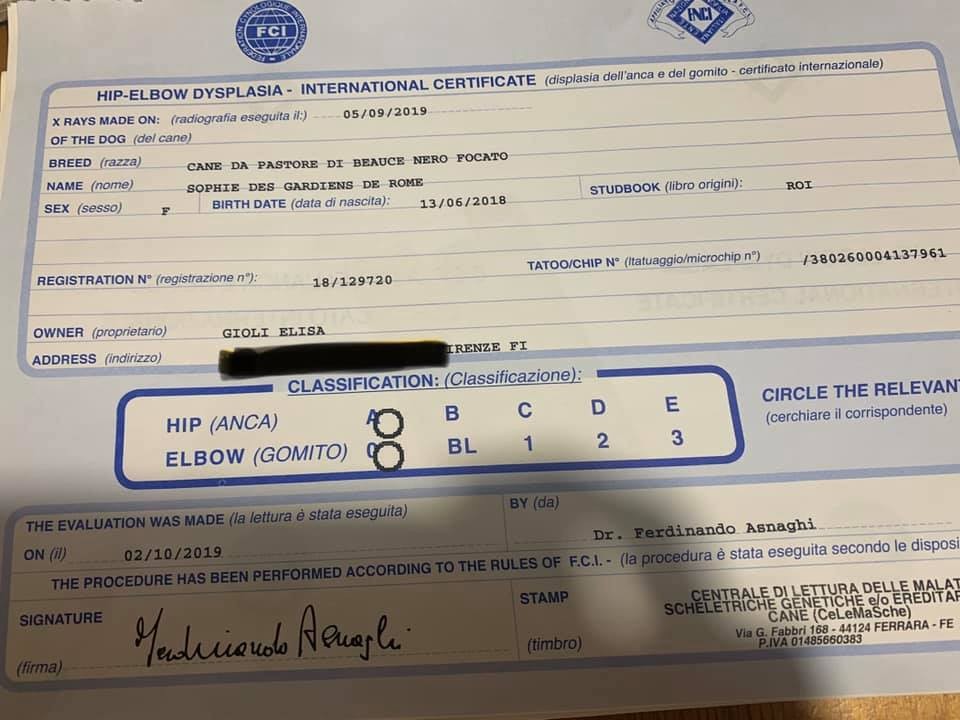 FCI
FEDERATION CYNOLOGIQUE INTERNATIONALE
ENCI
HIP-ELBOW DYSPLASIA - INTERNATIONAL CERTIFICATE (displasia dell'anca e del gomito - certificato internazionale)
X RAYS MADE ON: (radiografia eseguita il:) 05/09/2019
OF THE DOG (del cane)
BREED (razza) CANE DA PASTORE DI BEAUCE NERO FOCATO
NAME (nome) SOPHIE DES GARDIENS DE ROME
SEX (sesso) F BIRTH DATE (data di nascita): 13/06/2018 STUDBOOK (libro origini): ROI
REGISTRATION N° (registrazione n°): 18/129720 TATOO/CHIP N° (ltatuaggio/microchip n°) /380260004137961
OWNER (proprietario) GIOLI ELISA
ADDRESS (indirizzo) IRENZE FI
CLASSIFICATION: (Classificazione):
HIP (ANCA) A B C D E
ELBOW (GOMITO) 0 BL 1 2 3
CIRCLE THE RELEVAN
(cerchiare il corrispondente)
THE EVALUATION WAS MADE (la lettura è stata eseguita) BY (da)
ON (il) 02/10/2019 Dr. Ferdinando Asnaghi
THE PROCEDURE HAS BEEN PERFORMED ACCORDING TO THE RULES OF F.C.I. - (la procedura è stata eseguita secondo le disposi
SIGNATURE
Ferdinando Asnaghi
(firma)
STAMP
(timbro)
CENTRALE DI LETTURA DELLE MALAT
SCHELETRICHE GENETICHE e/o EREDITAR
CANE (CeLeMaSche)
Via G. Fabbri 168 - 44124 FERRARA - FE
P.IVA 01485660383